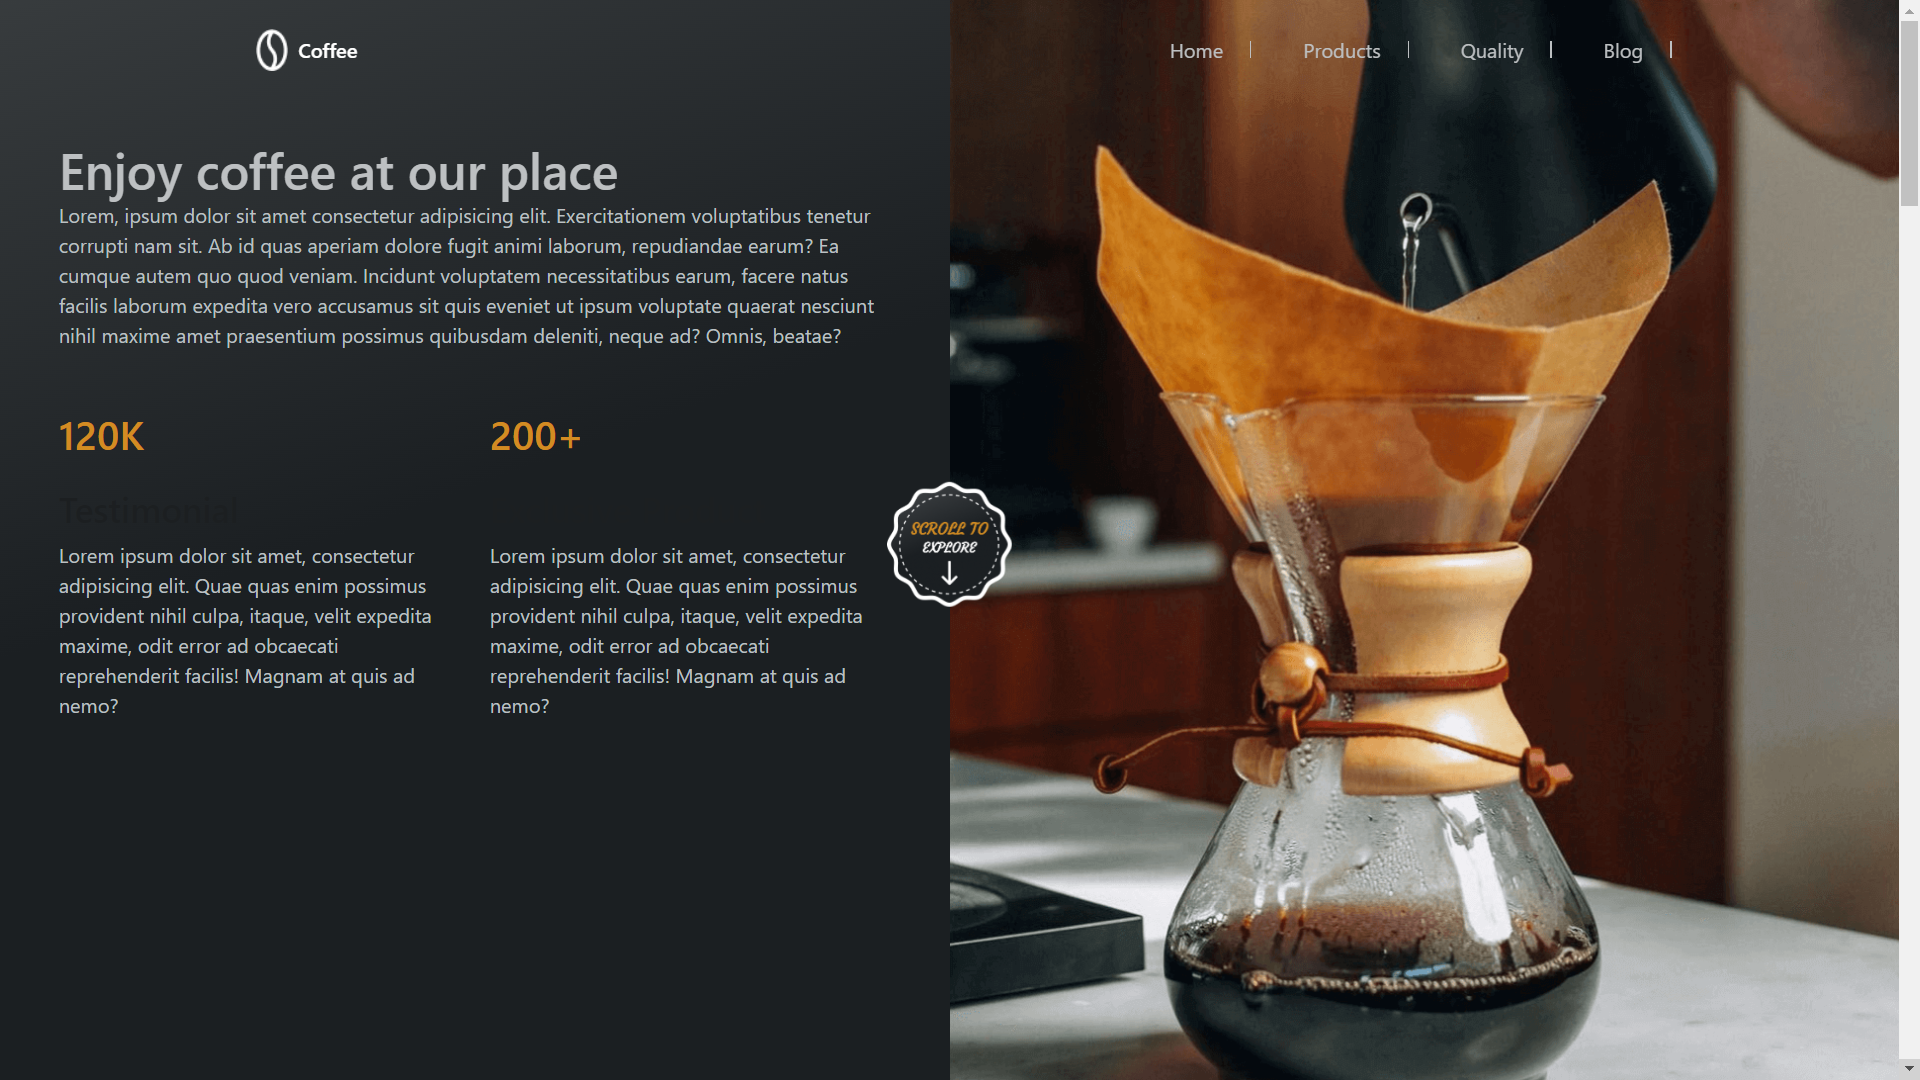 Coffee
Home
Products
Quality
Blog
Enjoy coffee at our place
Lorem, ipsum dolor sit amet consectetur adipisicing elit. Exercitationem voluptatibus tenetur
corrupti nam sit. Ab id quas aperiam dolore fugit animi laborum, repudiandae earum? Ea
cumque autem quo quod veniam. Incidunt voluptatem necessitatibus earum, facere natus
facilis laborum expedita vero accusamus sit quis eveniet ut ipsum voluptate quaerat nesciunt
nihil maxime amet praesentium possimus quibusdam deleniti, neque ad? Omnis, beatae?
120K
Testimonial
Lorem ipsum dolor sit amet, consectetur
adipisicing elit. Quae quas enim possimus
provident nihil culpa, itaque, velit expedita
maxime, odit error ad obcaecati
reprehenderit facilis! Magnam at quis ad
nemo?
200+
Lorem ipsum dolor sit amet, consectetur
adipisicing elit. Quae quas enim possimus
provident nihil culpa, itaque, velit expedita
maxime, odit error ad obcaecati
reprehenderit facilis! Magnam at quis ad
nemo?
SCROLL TO
EXPLORE